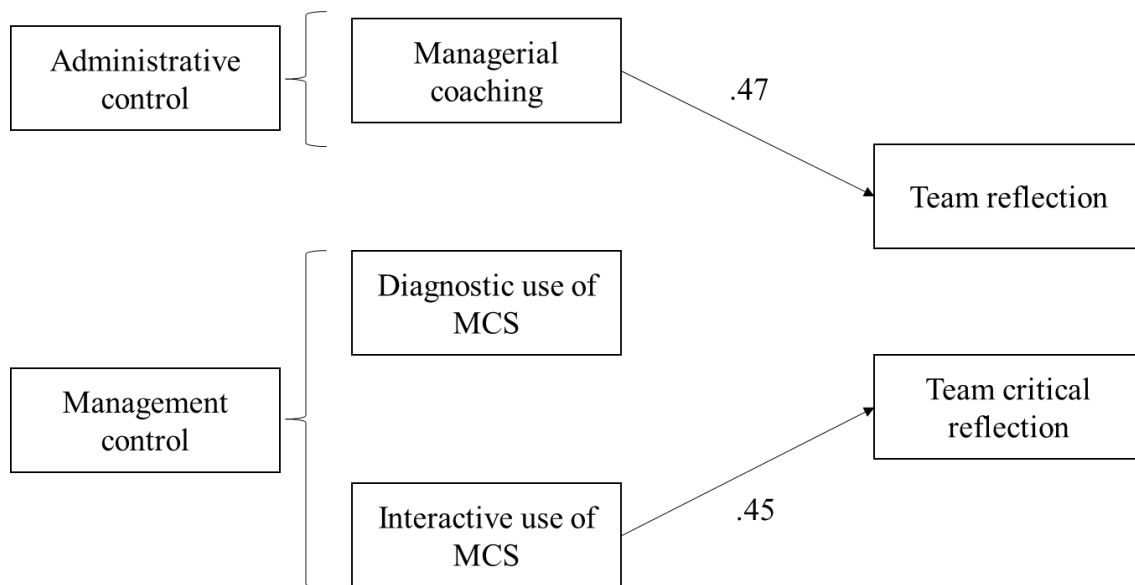 Administrative
control
Managerial
coaching
.47
Team reflection
Diagnostic use of
MCS
Management
control
Team critical
reflection
Interactive use of
MCS
.45